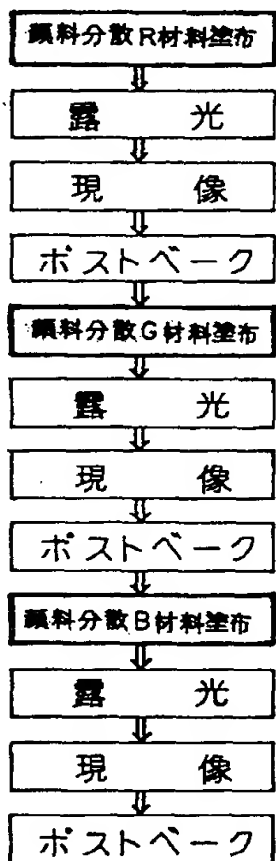 顔料分散R材料塗布
露光
現像
ポストベーク
顔料分散G材料塗布
露光
現像
ポストベーク
顔料分散B材料塗布
露光
現像
ポストベーク